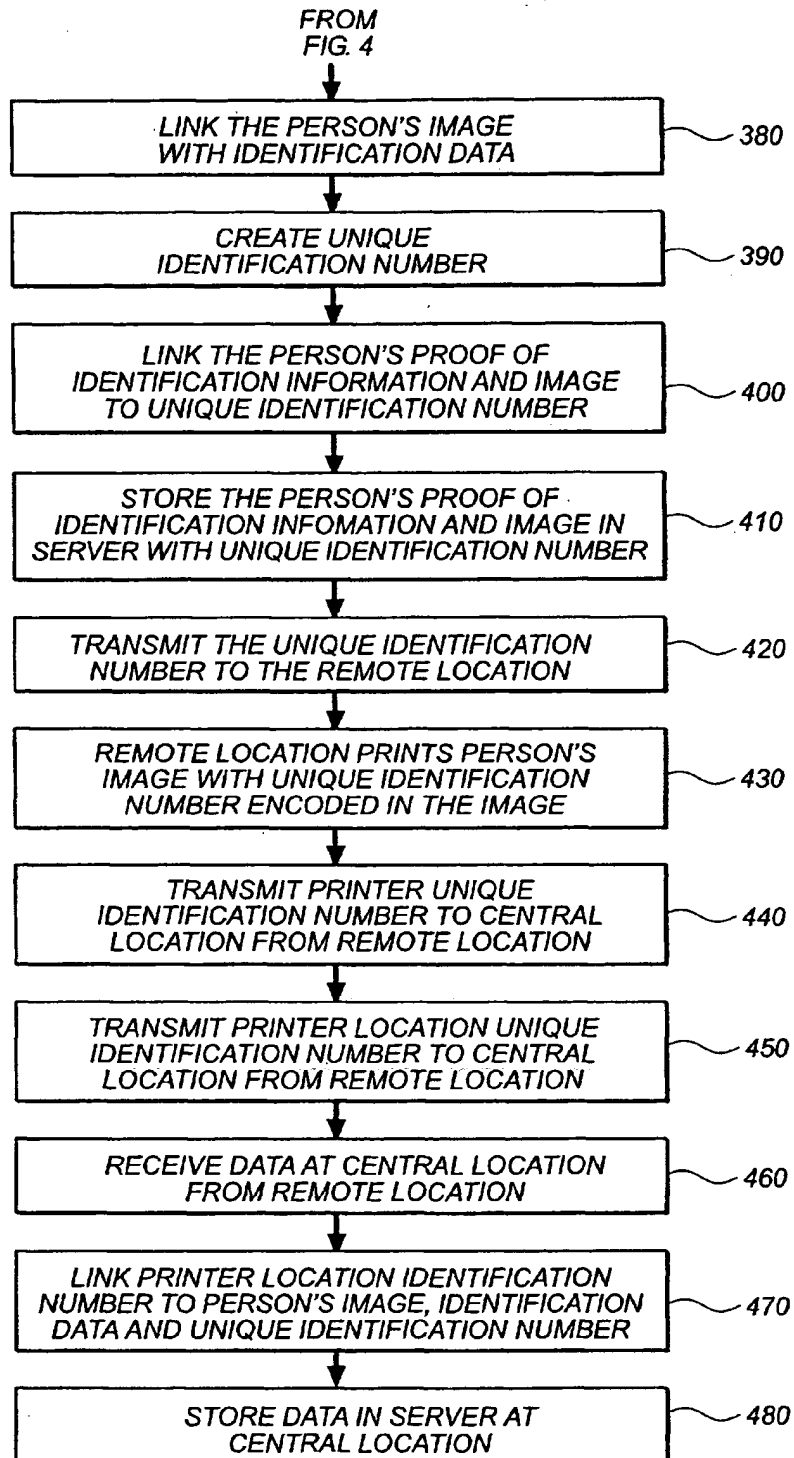 FROM
FIG. 4
LINK THE PERSON'S IMAGE
WITH IDENTIFICATION DATA
380
CREATE UNIQUE
IDENTIFICATION NUMBER
390
LINK THE PERSON'S PROOF OF
IDENTIFICATION INFORMATION AND IMAGE
TO UNIQUE IDENTIFICATION NUMBER
400
STORE THE PERSON'S PROOF OF
IDENTIFICATION INFOMATION AND IMAGE IN
SERVER WITH UNIQUE IDENTIFICATION NUMBER
410
TRANSMIT THE UNIQUE IDENTIFICATION
NUMBER TO THE REMOTE LOCATION
420
REMOTE LOCATION PRINTS PERSON'S
IMAGE WITH UNIQUE IDENTIFICATION
NUMBER ENCODED IN THE IMAGE
430
TRANSMIT PRINTER UNIQUE
IDENTIFICATION NUMBER TO CENTRAL
LOCATION FROM REMOTE LOCATION
440
TRANSMIT PRINTER LOCATION UNIQUE
IDENTIFICATION NUMBER TO CENTRAL
LOCATION FROM REMOTE LOCATION
450
RECEIVE DATA AT CENTRAL LOCATION
FROM REMOTE LOCATION
460
LINK PRINTER LOCATION IDENTIFICATION
NUMBER TO PERSON'S IMAGE, IDENTIFICATION
DATA AND UNIQUE IDENTIFICATION NUMBER
470
STORE DATA IN SERVER AT
CENTRAL LOCATION
480